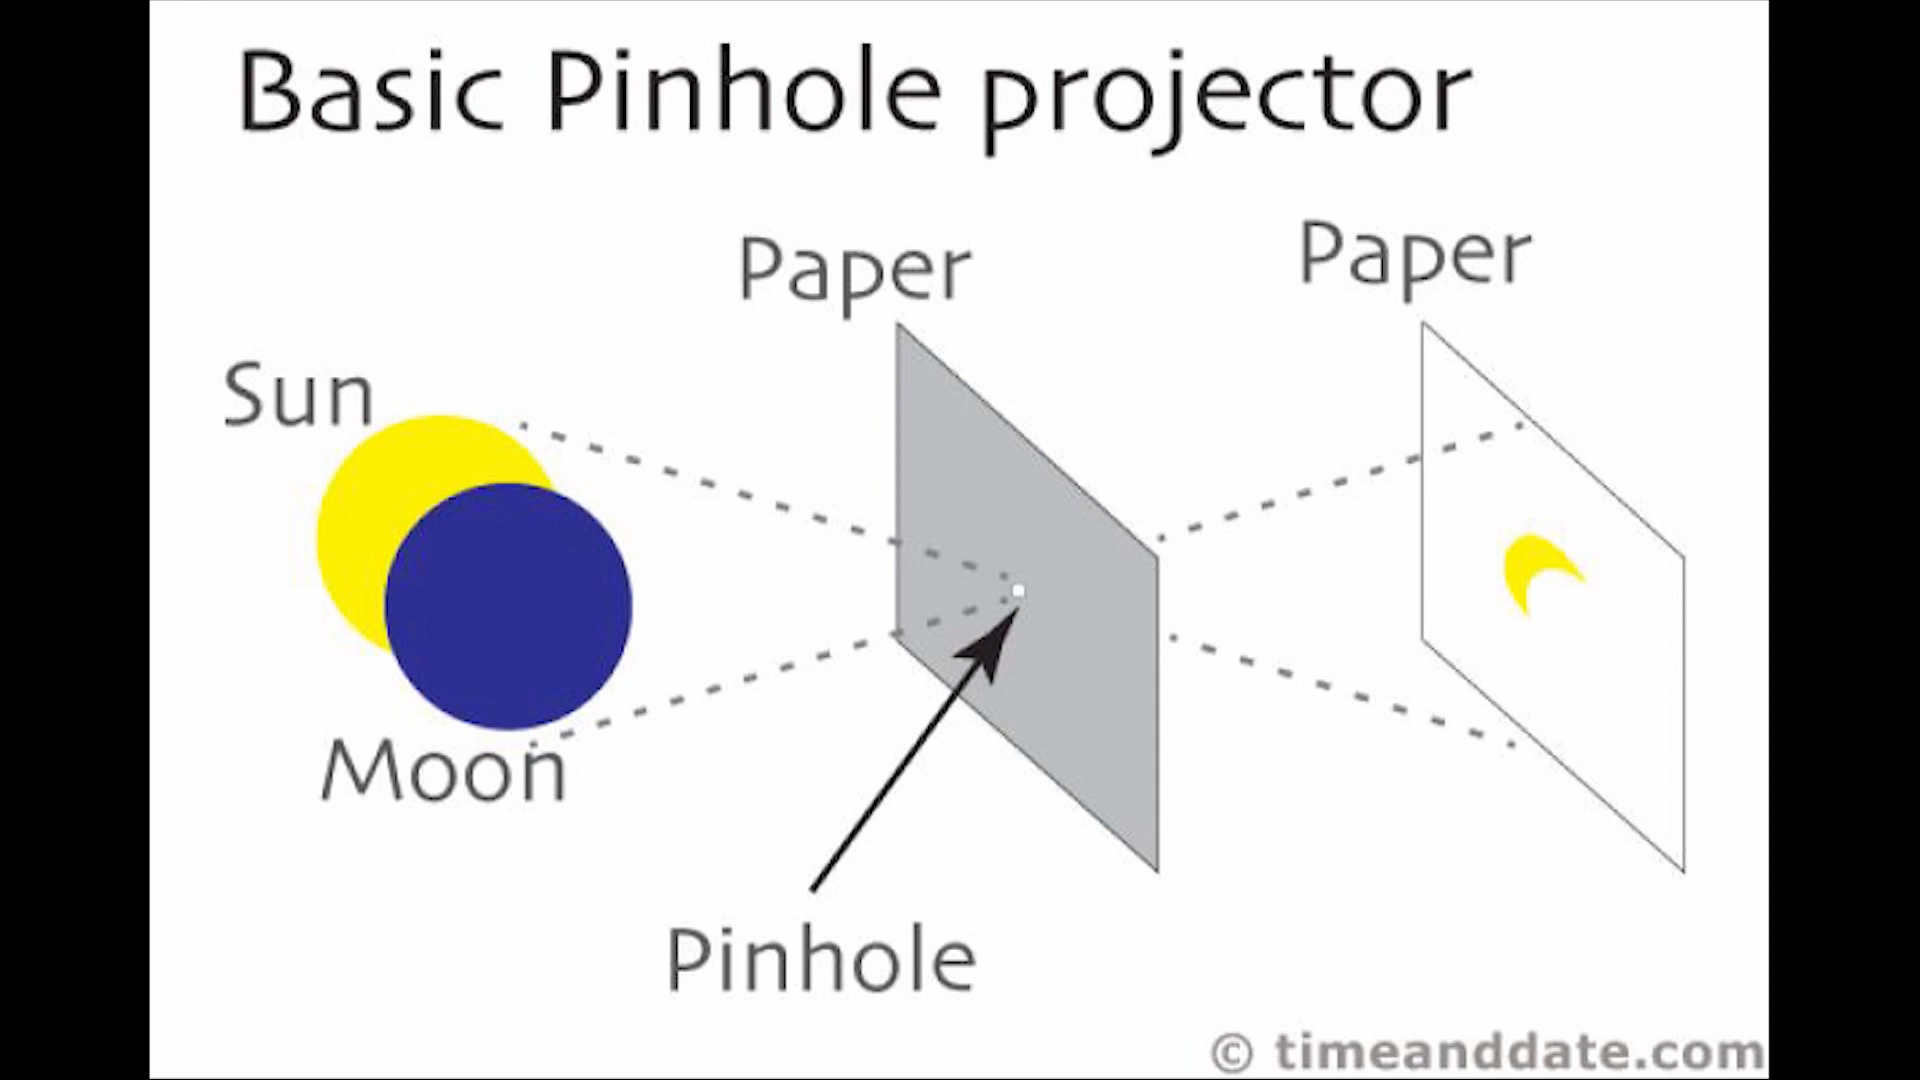 Basic Pinhole projector
Paper
Paper
Sun
Moon
Pinhole
© timeanddate.com